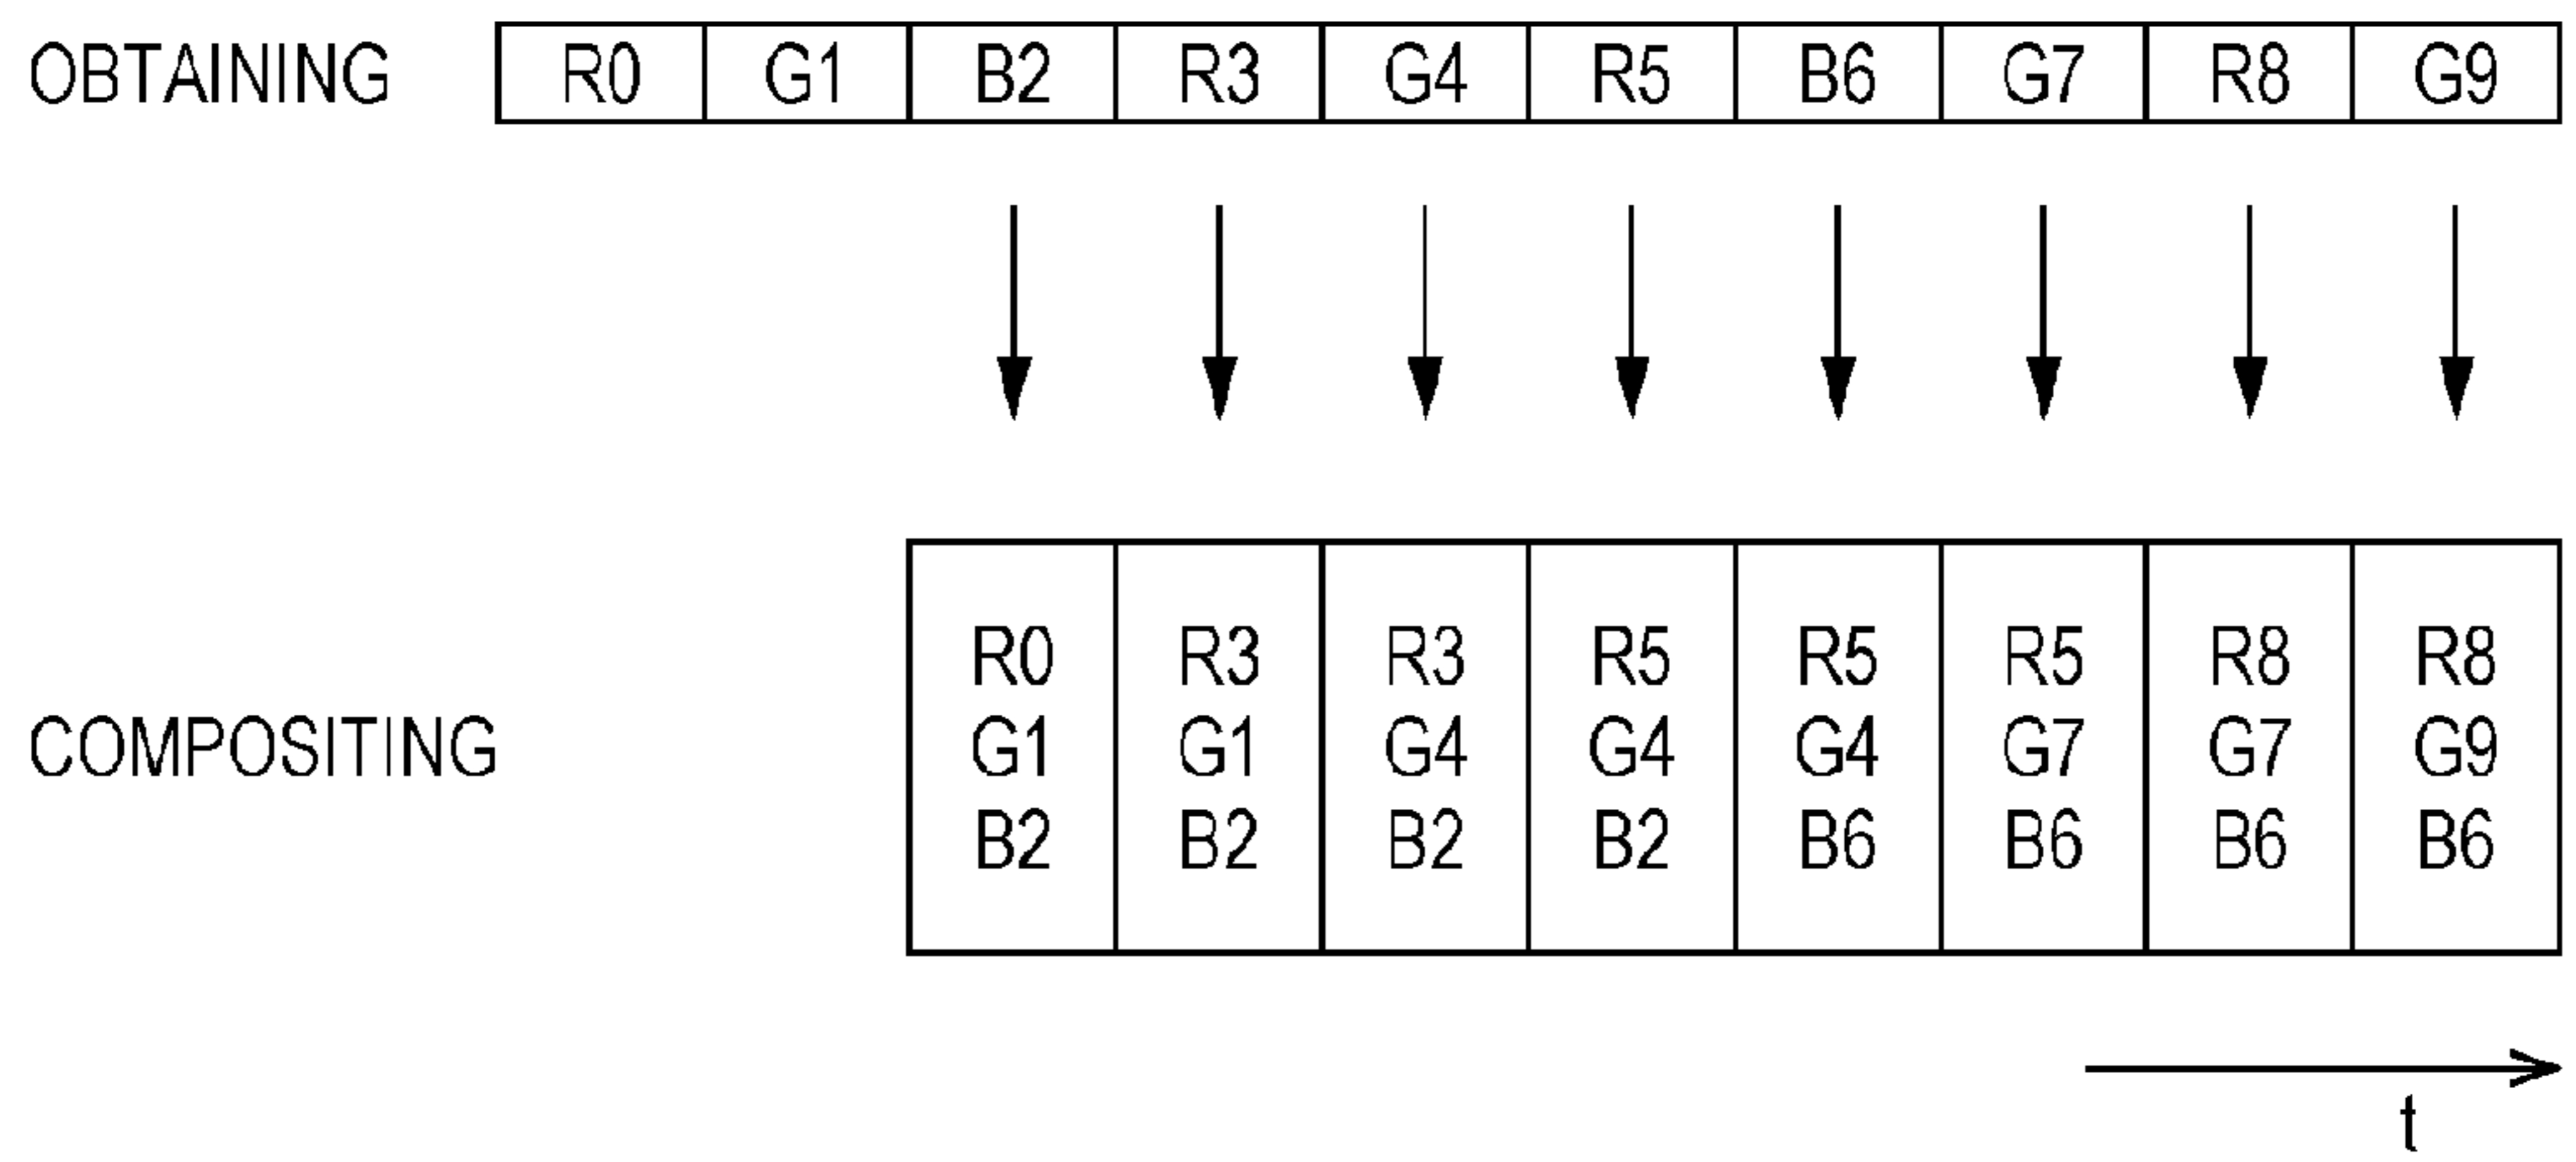 OBTAINING R0 G1 B2 R3 G4 R5 B6 G7 R8 G9
R0 R3 R3 R5 R5 R5 R8 R8
COMPOSITING G1 G1 G4 G4 G4 G7 G7 G9
B2 B2 B2 B2 B6 B6 B6 B6
t